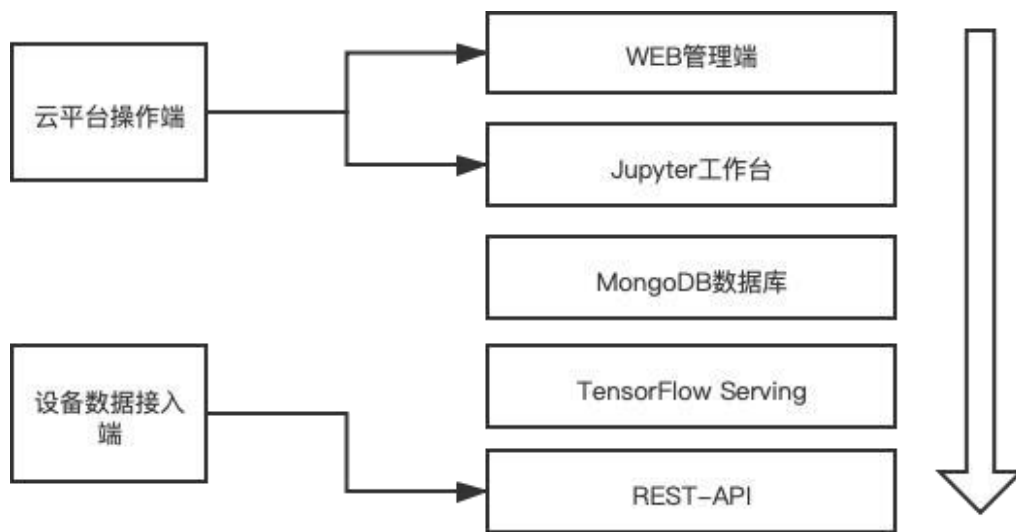 云平台操作端
WEB管理端
Jupyter工作台
MongoDB数据库
设备数据接入
端
TensorFlow Serving
REST-API